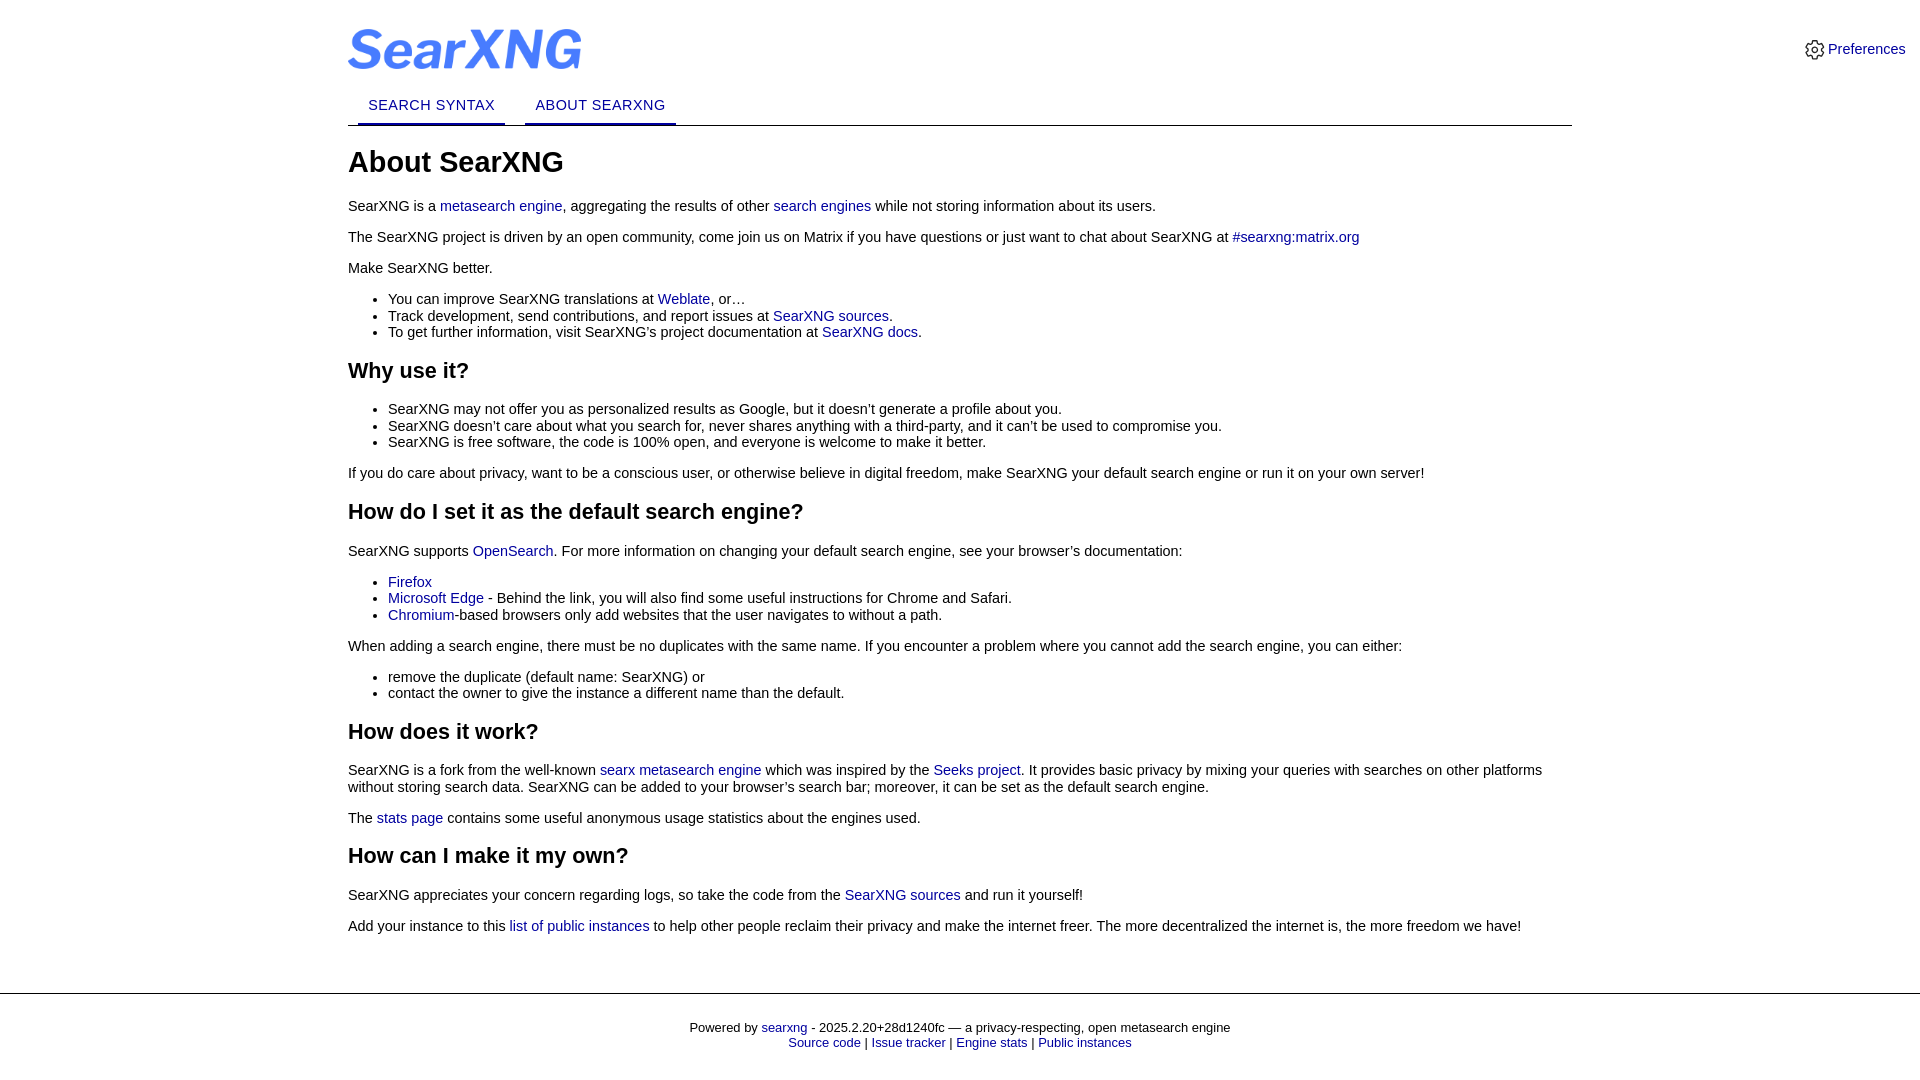 SearXNG
Preferences
SEARCH SYNTAX
ABOUT SEARXNG
About SearXNG
SearXNG is a metasearch engine, aggregating the results of other search engines while not storing information about its users.
The SearXNG project is driven by an open community, come join us on Matrix if you have questions or just want to chat about SearXNG at #searxng:matrix.org
Make SearXNG better.
• You can improve SearXNG translations at Weblate, or…
• Track development, send contributions, and report issues at SearXNG sources.
• To get further information, visit SearXNG's project documentation at SearXNG docs.
Why use it?
• SearXNG may not offer you as personalized results as Google, but it doesn’t generate a profile about you.
• SearXNG doesn’t care about what you search for, never shares anything with a third-party, and it can’t be used to compromise you.
• SearXNG is free software, the code is 100% open, and everyone is welcome to make it better.
If you do care about privacy, want to be a conscious user, or otherwise believe in digital freedom, make SearXNG your default search engine or run it on your own server!
How do I set it as the default search engine?
SearXNG supports OpenSearch. For more information on changing your default search engine, see your browser’s documentation:
• Firefox
• Microsoft Edge - Behind the link, you will also find some useful instructions for Chrome and Safari.
• Chromium-based browsers only add websites that the user navigates to without a path.
When adding a search engine, there must be no duplicates with the same name. If you encounter a problem where you cannot add the search engine, you can either:
• remove the duplicate (default name: SearXNG) or
• contact the owner to give the instance a different name than the default.
How does it work?
SearXNG is a fork from the well-known searx metasearch engine which was inspired by the Seeks project. It provides basic privacy by mixing your queries with searches on other platforms
without storing search data. SearXNG can be added to your browser’s search bar; moreover, it can be set as the default search engine.
The stats page contains some useful anonymous usage statistics about the engines used.
How can I make it my own?
SearXNG appreciates your concern regarding logs, so take the code from the SearXNG sources and run it yourself!
Add your instance to this list of public instances to help other people reclaim their privacy and make the internet freer. The more decentralized the internet is, the more freedom we have!
Powered by searxng - 2025.2.20+28d1240fc — a privacy-respecting, open metasearch engine
Source code | Issue tracker | Engine stats | Public instances